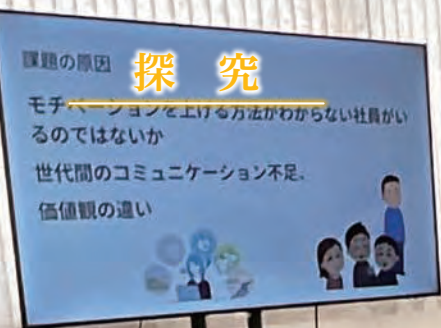 課題の原因
探究
モチベーションを上げる方法がわからない社員がい
るのではないか
世代間のコミュニケーション不足、
価値観の違い